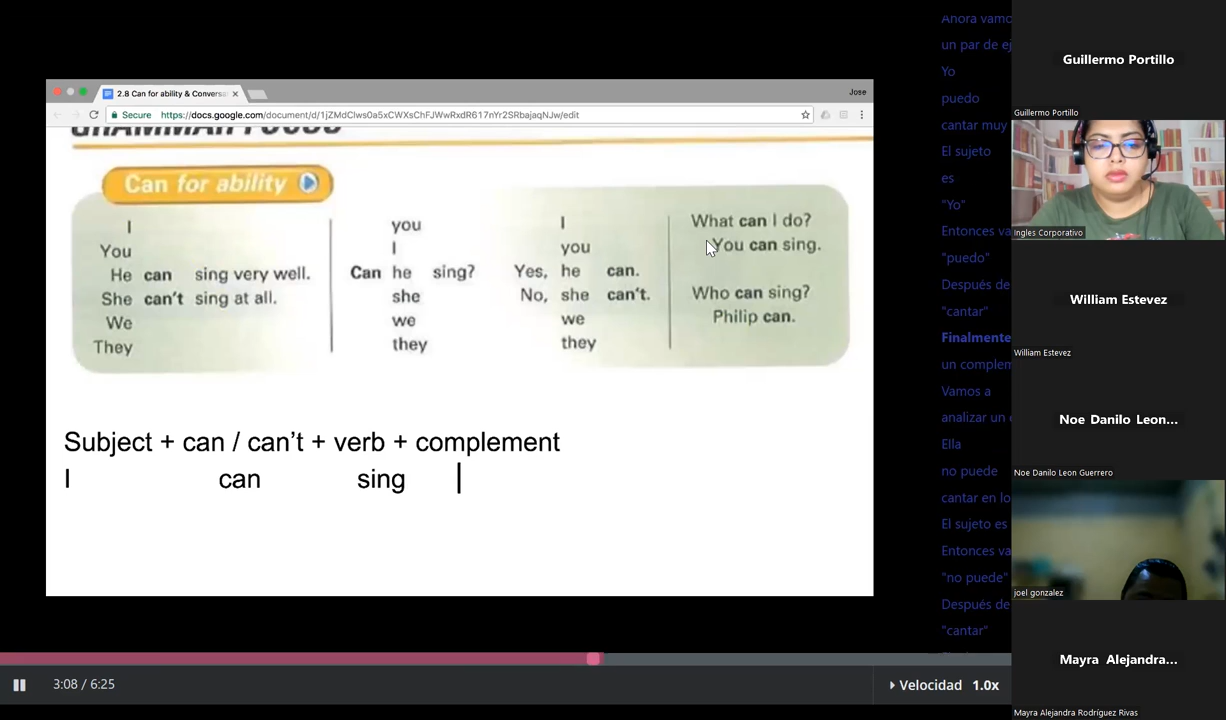 2.8 Can for ability & Conversa
Jose
Secure https://docs.google.com/document/d/1jZMdClws0a5xCWXsChFJWwRxdR617nYr2SRbajaqNJw/edit
GRAMMAR FOCUS
Can for ability
I
You
He can sing very well.
She can't sing at all.
We
They
you
I
Can he sing?
she
we
they
I
you
Yes, he can.
No, she can't.
we
they
What can I do?
You can sing.
Who can sing?
Philip can.
Subject + can / can't + verb + complement
I can sing
3:08 / 6:25
Velocidad 1.0x
Ahora vamo
un par de ej
Yo
puedo
cantar muy
El sujeto
es
"Yo"
Entonces va
"puedo"
Después de
"cantar"
Finalmente
un complem
Vamos a
analizar un
Ella
no puede
cantar en lo
El sujeto es
Entonces va
"no puede"
Después de
"cantar"
Guillermo Portillo
Guillermo Portillo
Ingles Corporativo
William Estevez
William Estevez
Noe Danilo Leon...
Noe Danilo Leon Guerrero
joel gonzalez
Mayra Alejandra...
Mayra Alejandra Rodríguez Rivas